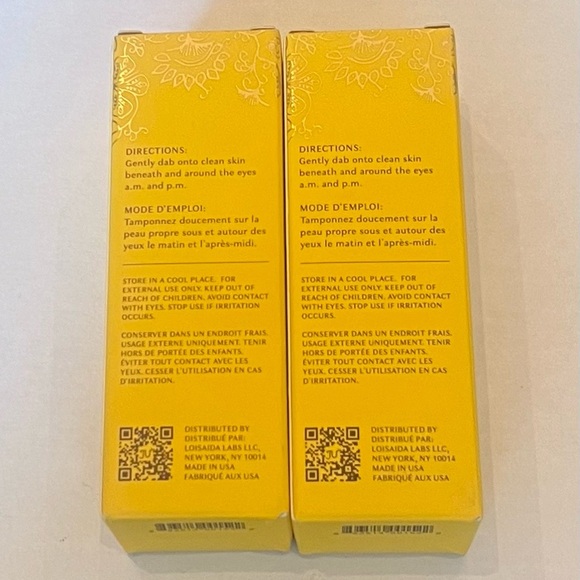 DIRECTIONS:
Gently dab onto clean skin
beneath and around the eyes
a.m. and p.m.
MODE D'EMPLOI:
Tamponnez doucement sur la
peau propre sous et autour des
yeux le matin et l'après-midi.
STORE IN A COOL PLACE. FOR
EXTERNAL USE ONLY. KEEP OUT OF
REACH OF CHILDREN. AVOID CONTACT
WITH EYES. STOP USE IF IRRITATION
OCCURS.
CONSERVER DANS UN ENDROIT FRAIS.
USAGE EXTERNE UNIQUEMENT. TENIR
HORS DE PORTÉE DES ENFANTS.
ÉVITER TOUT CONTACT AVEC LES
YEUX. CESSER L'UTILISATION EN CAS
D'IRRITATION.
DISTRIBUTED BY
DISTRIBUÉ PAR:
LOISAIDA LABS LLC,
NEW YORK, NY 10014
MADE IN USA
FABRIQUÉ AUX USA
DIRECTIONS:
Gently dab onto clean skin
beneath and around the eyes
a.m. and p.m.
MODE D'EMPLOI:
Tamponnez doucement sur la
peau propre sous et autour des
yeux le matin et l'après-midi.
STORE IN A COOL PLACE. FOR
EXTERNAL USE ONLY. KEEP OUT OF
REACH OF CHILDREN. AVOID CONTACT
WITH EYES. STOP USE IF IRRITATION
OCCURS.
CONSERVER DANS UN ENDROIT FRAIS.
USAGE EXTERNE UNIQUEMENT. TENIR
HORS DE PORTÉE DES ENFANTS.
ÉVITER TOUT CONTACT AVEC LES
YEUX. CESSER L'UTILISATION EN CAS
D'IRRITATION.
DISTRIBUTED BY
DISTRIBUÉ PAR:
LOISAIDA LABS LLC,
NEW YORK, NY 10014
MADE IN USA
FABRIQUÉ AUX USA